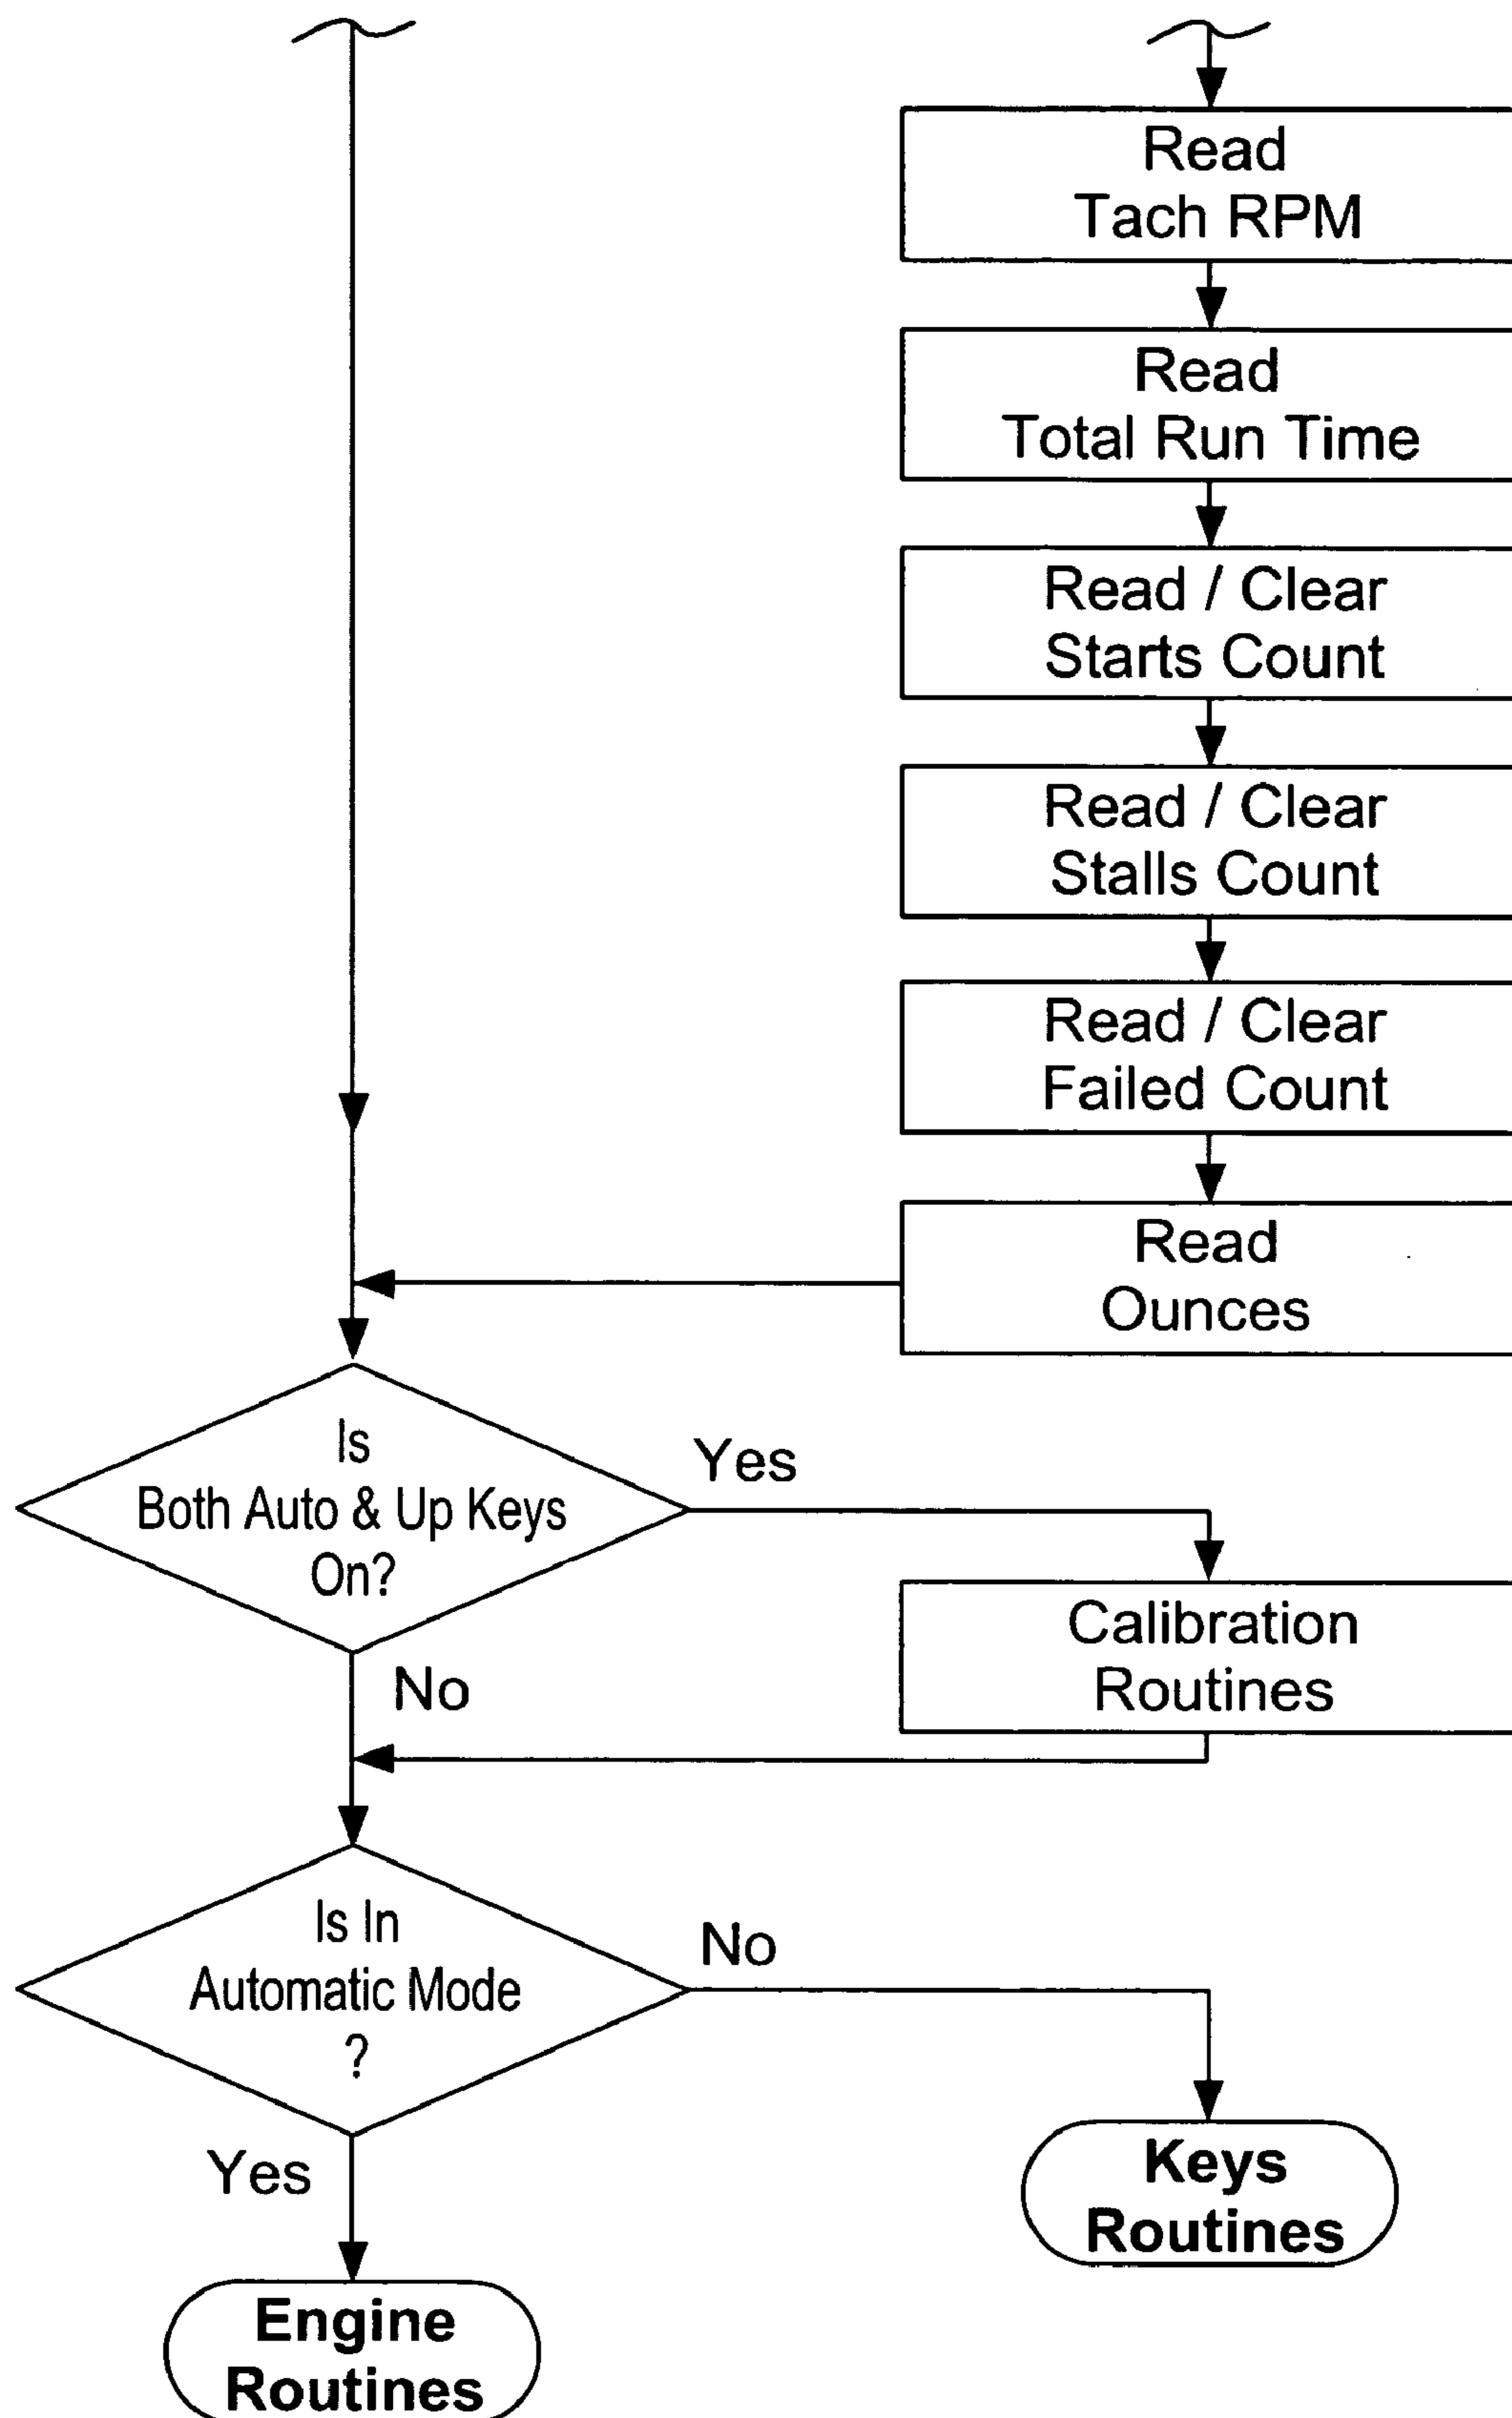 Read
Tach RPM
Read
Total Run Time
Read / Clear
Starts Count
Read / Clear
Stalls Count
Read / Clear
Failed Count
Read
Ounces
Is
Both Auto & Up Keys
On?
Yes
No
Calibration
Routines
Is In
Automatic Mode
?
No
Yes
Keys
Routines
Engine
Routines